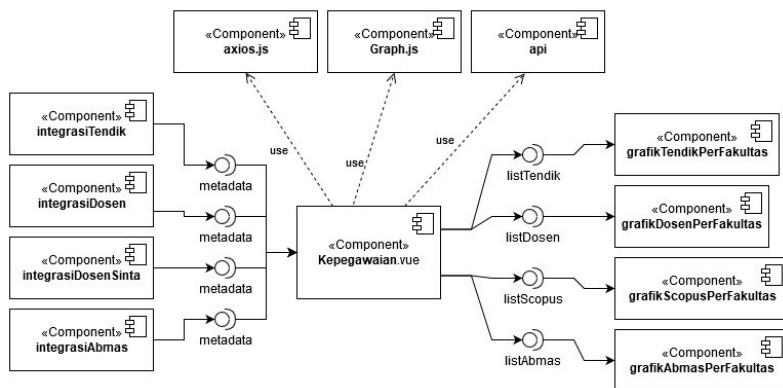 «Component»
axios.js
«Component»
Graph.js
«Component»
api
«Component»
integrasiTendik
«Component»
integrasiDosen
«Component»
integrasiDosenSinta
«Component»
integrasiAbmas
metadata
metadata
metadata
metadata
use
use
use
«Component»
Kepegawaian.vue
listTendik
listDosen
listScopus
listAbmas
«Component»
grafikTendikPerFakultas
«Component»
grafikDosenPerFakultas
«Component»
grafikScopusPerFakultas
«Component»
grafikAbmasPerFakultas